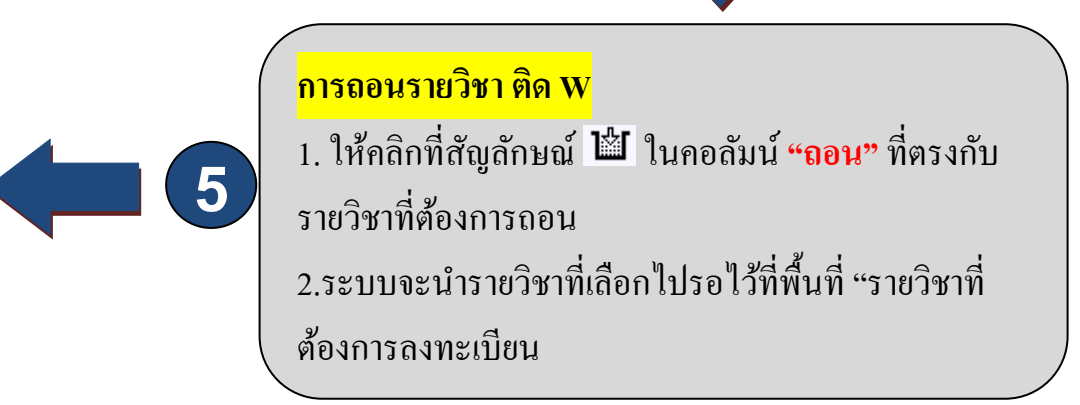 การถอนรายวิชา ติด W
1. ให้คลิกที่สัญลักษณ์ ในคอลัมน์ “ถอน” ที่ตรงกับ
5
รายวิชาที่ต้องการถอน
2.ระบบจะนำรายวิชาที่เลือกไปรอไว้ที่พื้นที่ “รายวิชาที่
ต้องการลงทะเบียน